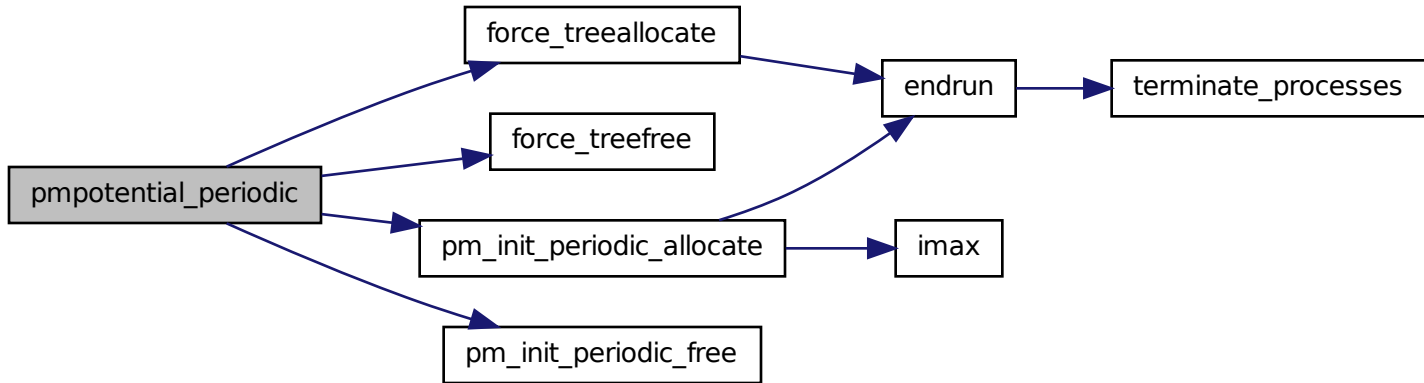 force_treeallocate
endrun
terminate_processes
force_treefree
pmpotential_periodic
pm_init_periodic_allocate
imax
pm_init_periodic_free